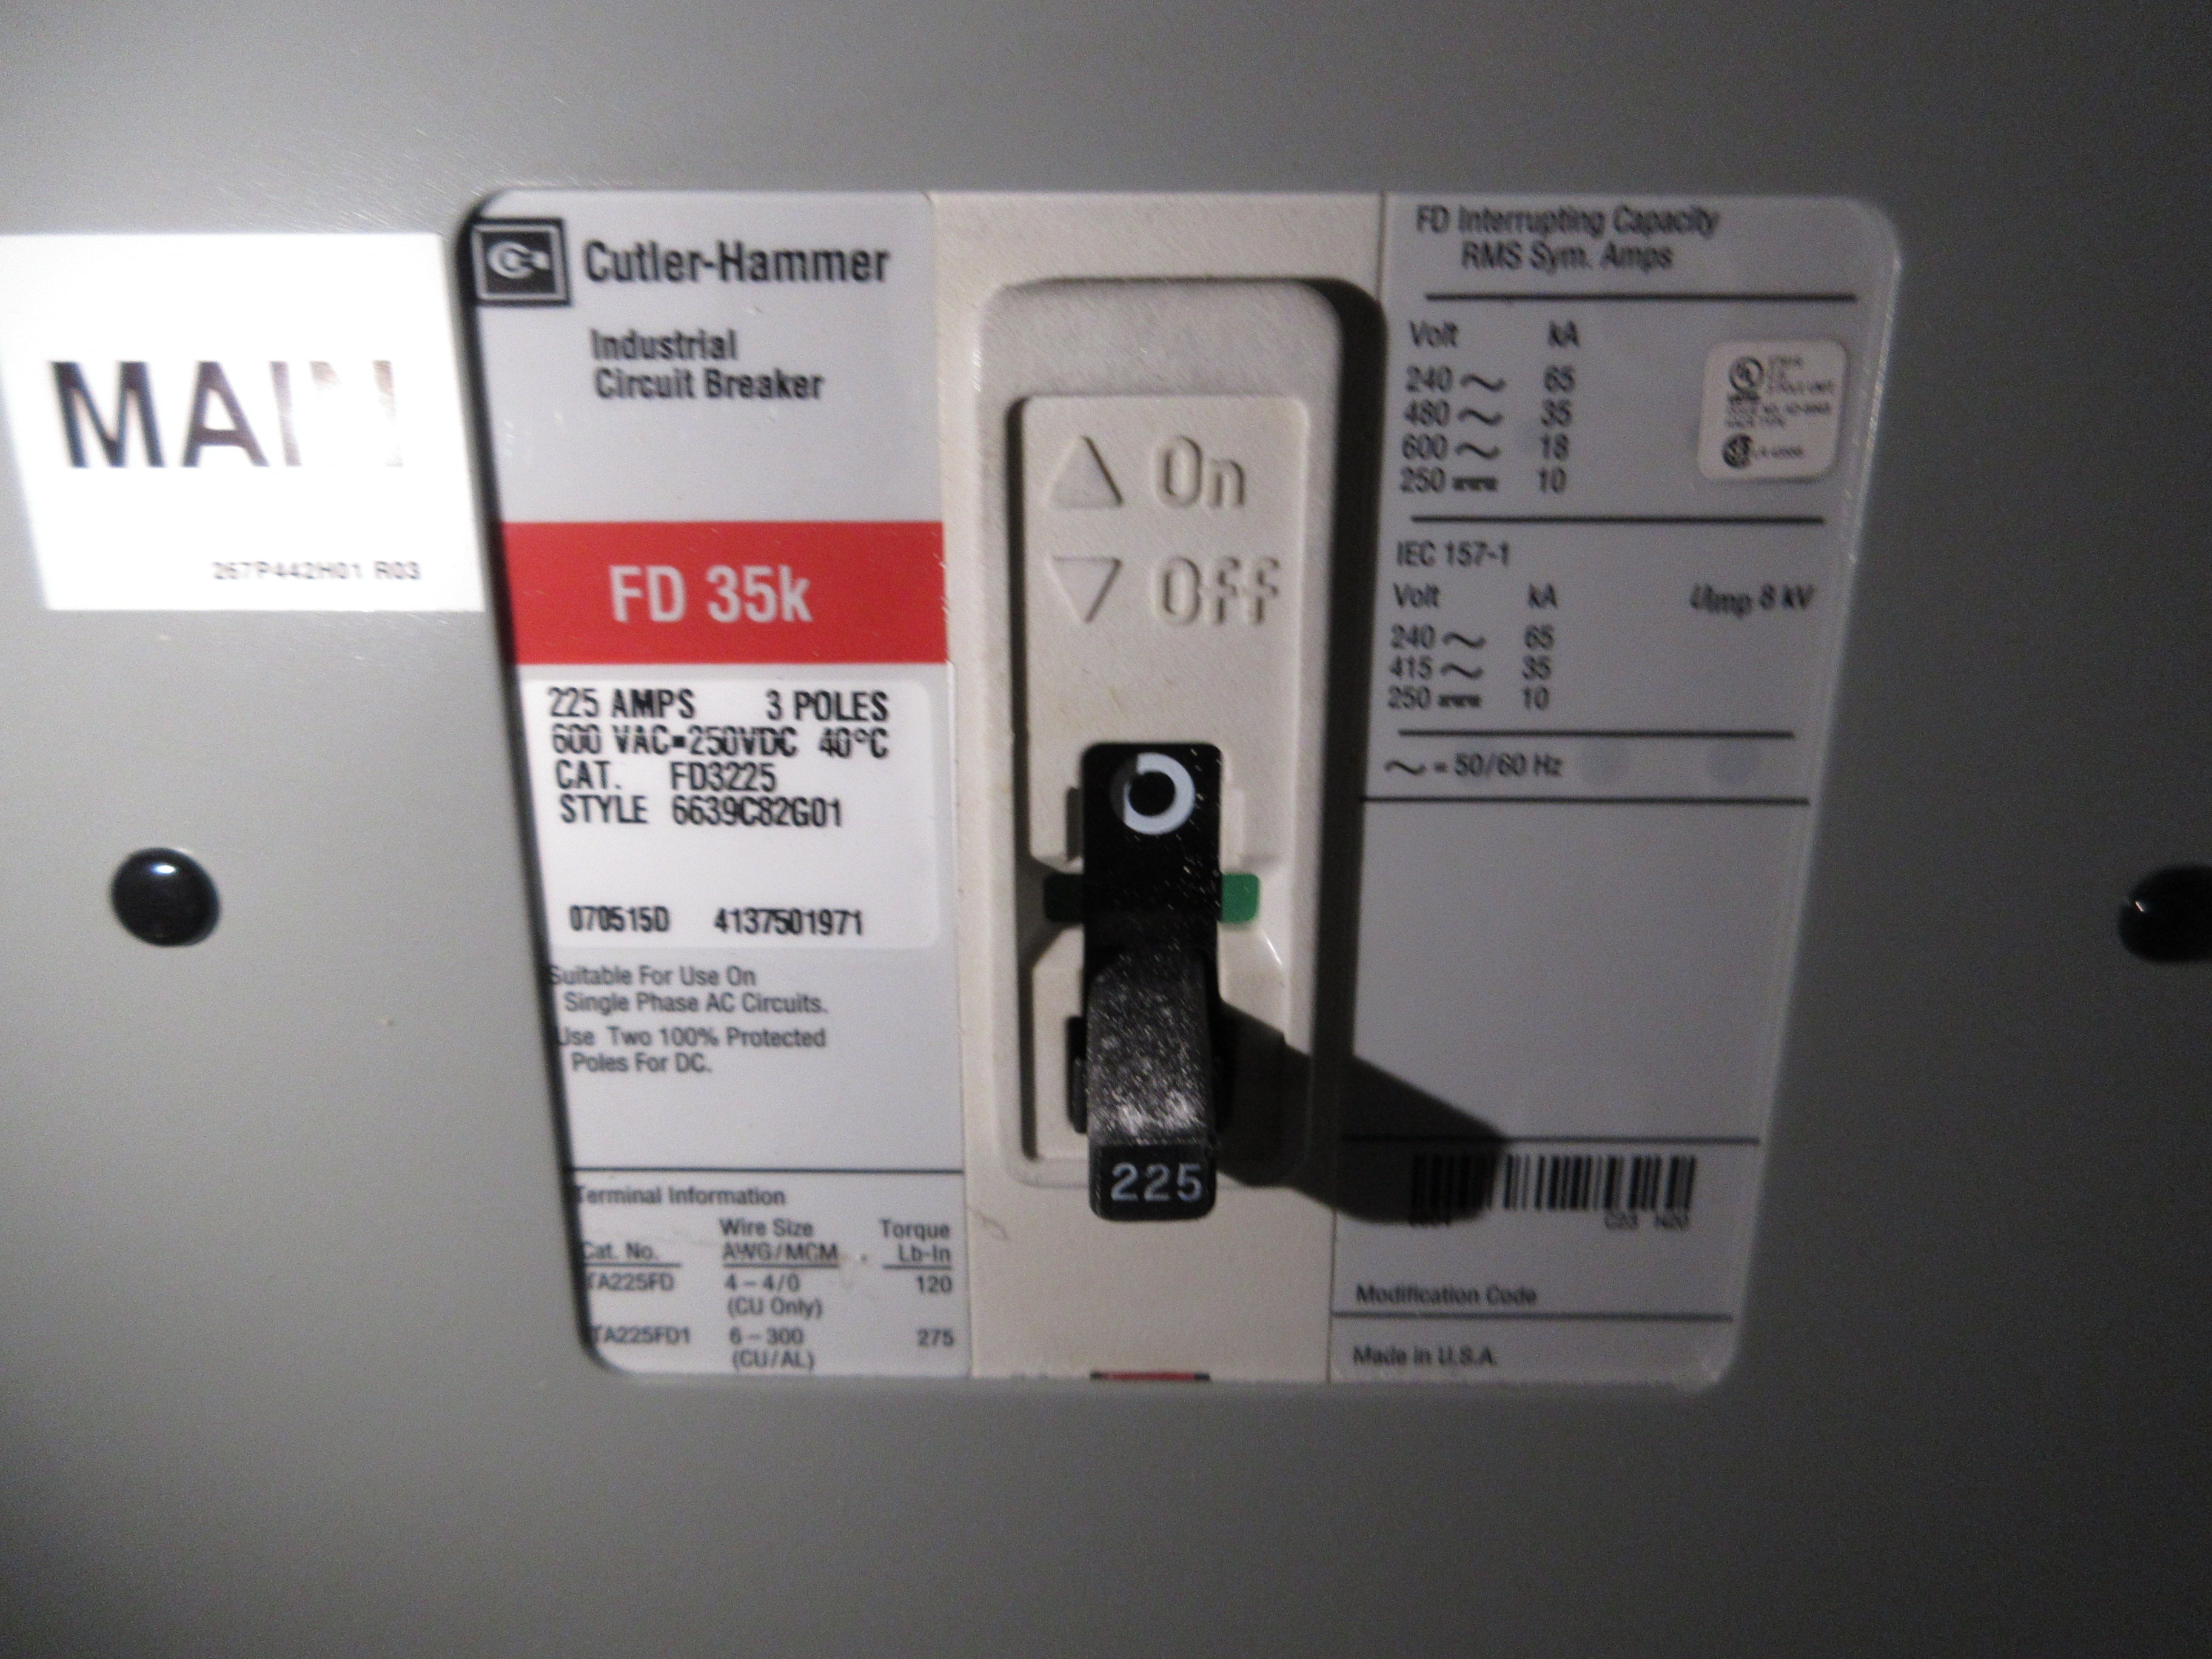 MAIN
267P442H01 R03
Cutler-Hammer
Industrial
Circuit Breaker
FD 35k
225 AMPS 3 POLES
600 VAC▪250VDC 40°C
CAT. FD3225
STYLE 6639C82G01
070515D 4137501971
Suitable For Use On
Single Phase AC Circuits.
Use Two 100% Protected
Poles For DC.
Terminal Information
Wire Size Torque
Cat. No. AWG/MCM Lb-In
TA225FD 4–4/0 120
(CU Only)
TA225FD1 6–300 275
(CU/AL)
△ On
▽ Off
O
225
FD Interrupting Capacity
RMS Sym. Amps
Volt kA
240 ~ 65
480 ~ 35
600 ~ 18
250 ⎓ 10
UL
IEC 157-1
Volt kA Uimp 8 kV
240 ~ 65
415 ~ 35
250 ⎓ 10
~ = 50/60 Hz
Modification Code
Made in U.S.A.